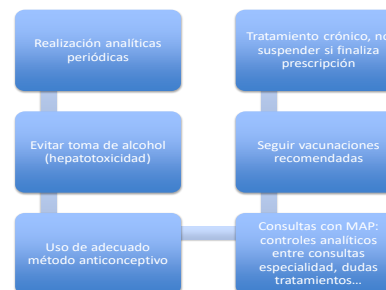 Realización analíticas
periódicas
Evitar toma de alcohol
(hepatotoxicidad)
Uso de adecuado
método anticonceptivo
Tratamiento crónico, no
suspender si finaliza
prescripción
Seguir vacunaciones
recomendadas
Consultas con MAP:
controles analíticos
entre consultas
especialidad, dudas
tratamientos...